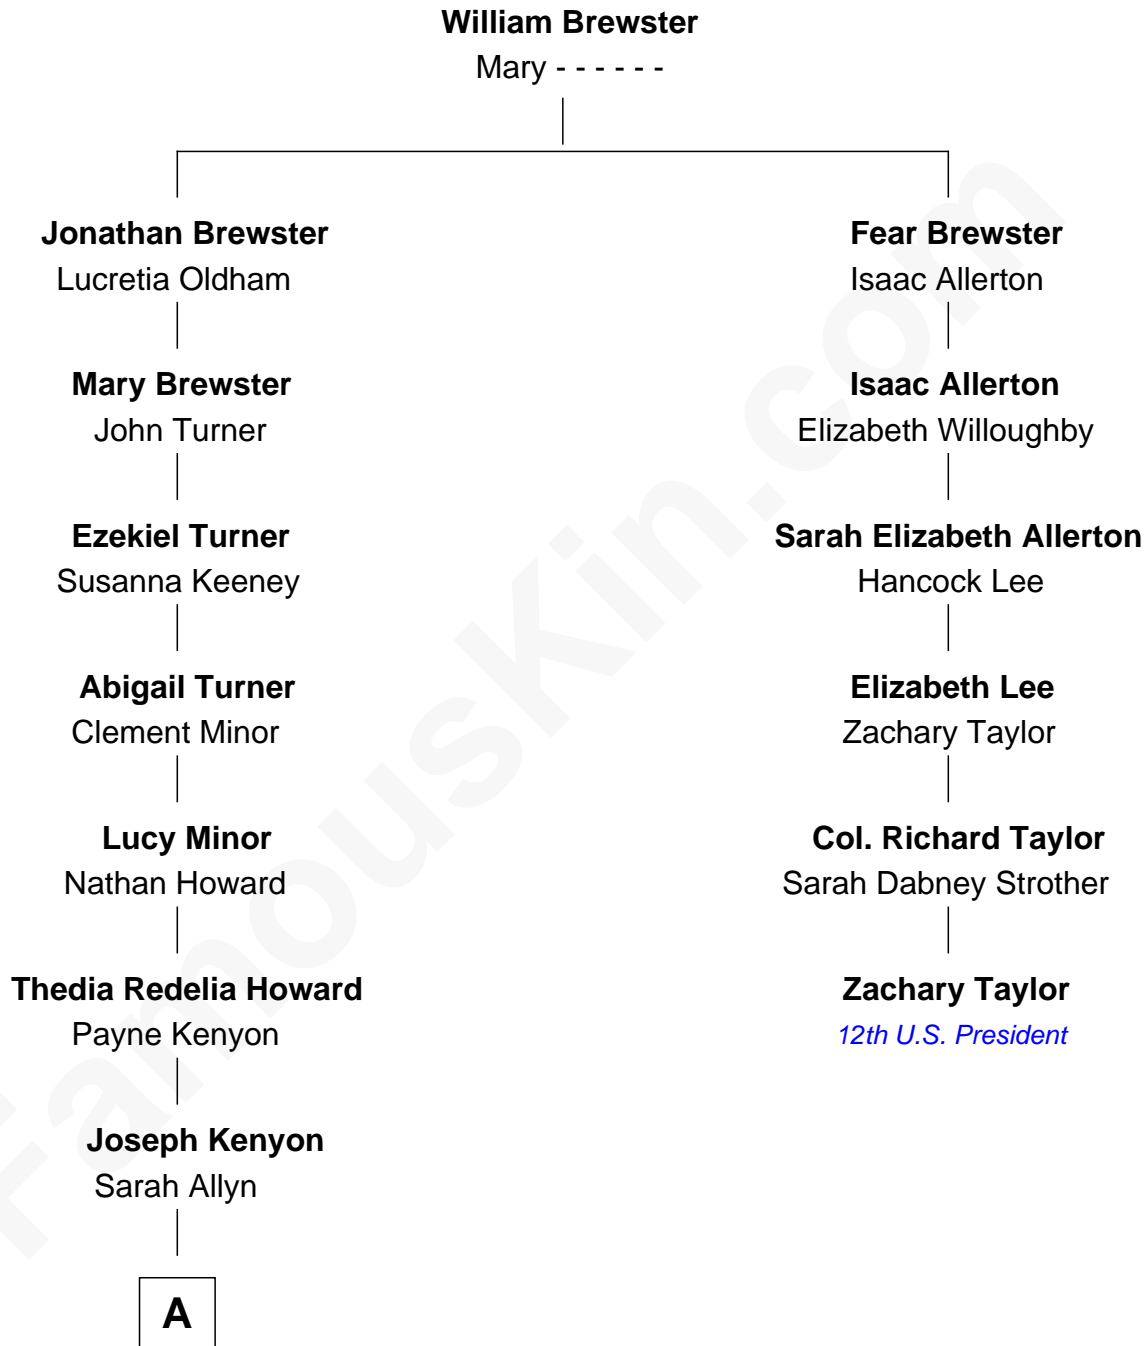 William Brewster
Mary - - - - - -
Jonathan Brewster
Lucretia Oldham
Fear Brewster
Isaac Allerton
Mary Brewster
John Turner
Isaac Allerton
Elizabeth Willoughby
Ezekiel Turner
Susanna Keeney
Sarah Elizabeth Allerton
Hancock Lee
Abigail Turner
Clement Minor
Elizabeth Lee
Zachary Taylor
Lucy Minor
Nathan Howard
Col. Richard Taylor
Sarah Dabney Strother
Thedia Redelia Howard
Payne Kenyon
Zachary Taylor
12th U.S. President
Joseph Kenyon
Sarah Allyn
A
FamousKin.com